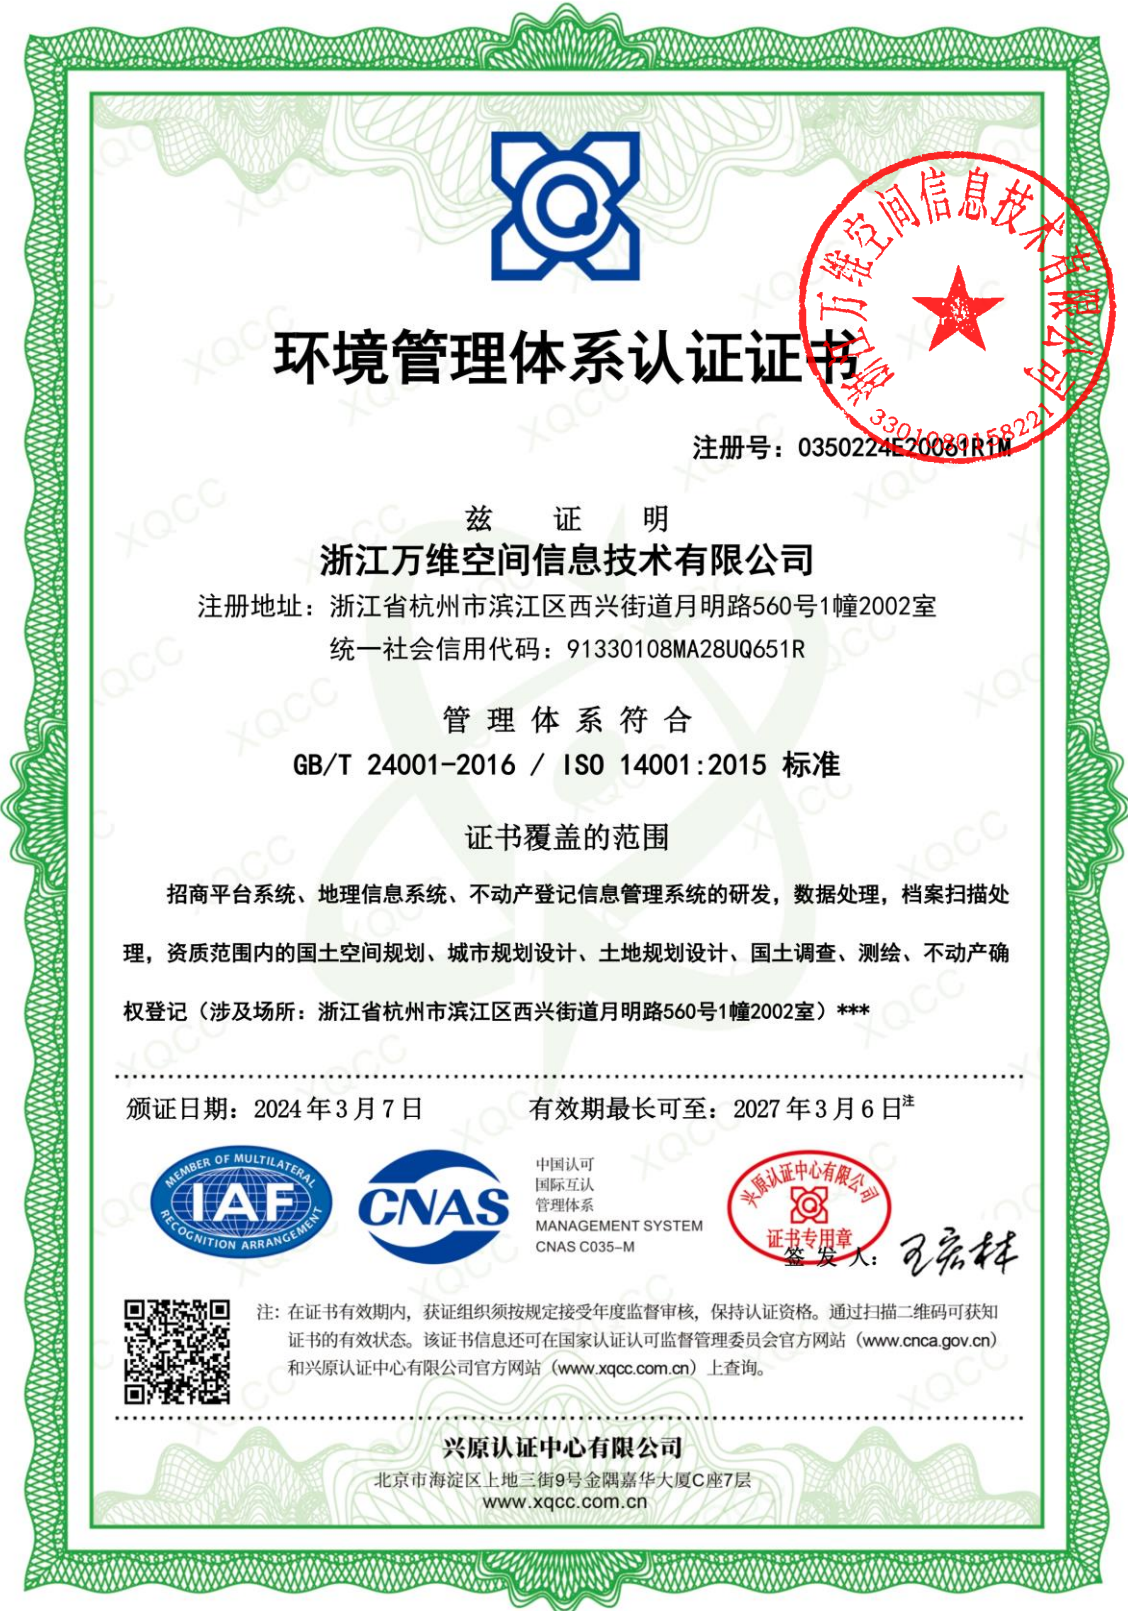 环境管理体系认证证书
注册号：0350224E20061R1M
浙江万维空间信息技术有限公司
3301080158221
兹 证 明
浙江万维空间信息技术有限公司
注册地址：浙江省杭州市滨江区西兴街道月明路560号1幢2002室
统一社会信用代码：91330108MA28UQ651R
管理体系符合
GB/T 24001-2016 / ISO 14001:2015 标准
证书覆盖的范围
招商平台系统、地理信息系统、不动产登记信息管理系统的研发，数据处理，档案扫描处
理，资质范围内的国土空间规划、城市规划设计、土地规划设计、国土调查、测绘、不动产确
权登记（涉及场所：浙江省杭州市滨江区西兴街道月明路560号1幢2002室）***
颁证日期：2024年3月7日 有效期最长可至：2027年3月6日注
MEMBER OF MULTILATERAL
IAF
RECOGNITION ARRANGEMENT
CNAS
中国认可
国际互认
管理体系
MANAGEMENT SYSTEM
CNAS C035-M
兴原认证中心有限公司
证书专用章
签 发 人：王宏林
注：在证书有效期内，获证组织须按规定接受年度监督审核，保持认证资格。通过扫描二维码可获知
证书的有效状态。该证书信息还可在国家认证认可监督管理委员会官方网站（www.cnca.gov.cn）
和兴原认证中心有限公司官方网站（www.xqcc.com.cn）上查询。
兴原认证中心有限公司
北京市海淀区上地三街9号金隅嘉华大厦C座7层
www.xqcc.com.cn